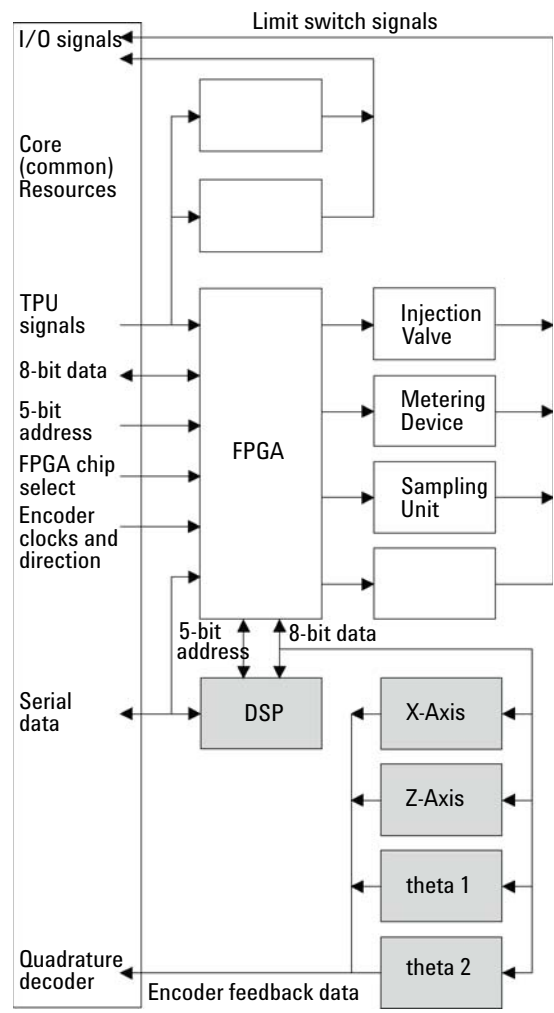 Limit switch signals
I/O signals
Core
(common)
Resources
TPU
signals
8-bit data
5-bit
address
FPGA chip
select
Encoder
clocks and
direction
FPGA
Injection
Valve
Metering
Device
Sampling
Unit
5-bit
address
8-bit data
Serial
data
DSP
X-Axis
Z-Axis
theta 1
theta 2
Quadrature
decoder
Encoder feedback data